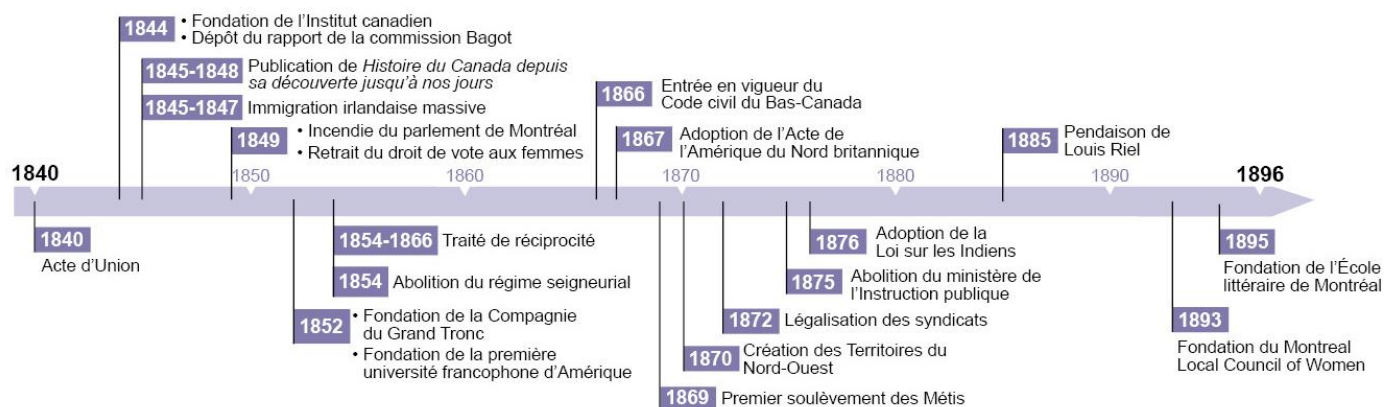 1844
• Fondation de l’Institut canadien
• Dépôt du rapport de la commission Bagot
1845-1848
Publication de Histoire du Canada depuis
sa découverte jusqu’à nos jours
1845-1847
Immigration irlandaise massive
1849
• Incendie du parlement de Montréal
• Retrait du droit de vote aux femmes
1866
Entrée en vigueur du
Code civil du Bas-Canada
1867
Adoption de l’Acte de
l’Amérique du Nord britannique
1885
Pendaison de
Louis Riel
1840
1850
1860
1870
1880
1890
1896
1840
Acte d’Union
1854-1866
Traité de réciprocité
1854
Abolition du régime seigneurial
1852
• Fondation de la Compagnie
du Grand Tronc
• Fondation de la première
université francophone d’Amérique
1876
Adoption de la
Loi sur les Indiens
1875
Abolition du ministère de
l’Instruction publique
1872
Légalisation des syndicats
1870
Création des Territoires du
Nord-Ouest
1869
Premier soulèvement des Métis
1895
Fondation de l’École
littéraire de Montréal
1893
Fondation du Montreal
Local Council of Women